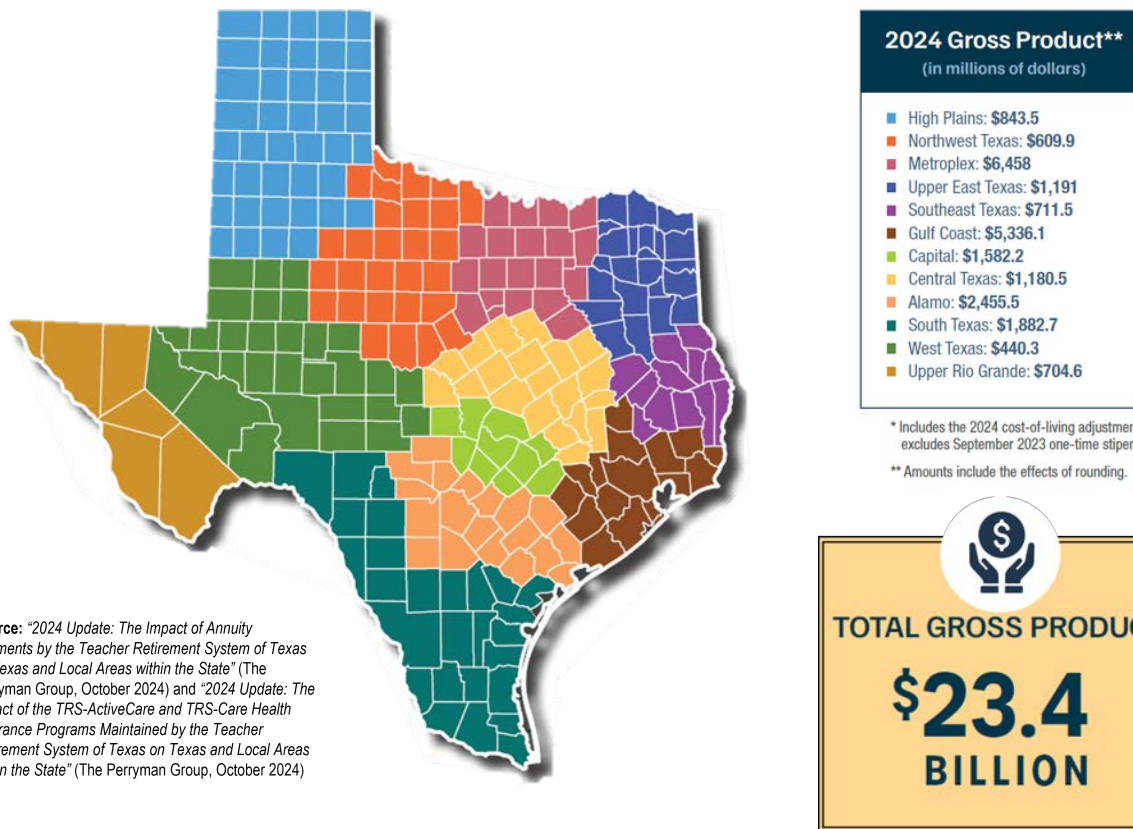 2024 Gross Product**
(in millions of dollars)
High Plains: $843.5
Northwest Texas: $609.9
Metroplex: $6,458
Upper East Texas: $1,191
Southeast Texas: $711.5
Gulf Coast: $5,336.1
Capital: $1,582.2
Central Texas: $1,180.5
Alamo: $2,455.5
South Texas: $1,882.7
West Texas: $440.3
Upper Rio Grande: $704.6
* Includes the 2024 cost-of-living
excludes September 2023 one-time
** Amounts include the effects of rounding.
$
TOTAL GROSS
$23.4
BILLION
“2024 Update: The Impact of Annuity
by the Teacher Retirement System of Texas
and Local Areas within the State” (The
Group, October 2024) and “2024 Update: The
of the TRS-ActiveCare and TRS-Care Health
Programs Maintained by the Teacher
System of Texas on Texas and Local Areas
the State” (The Perryman Group, October 2024)